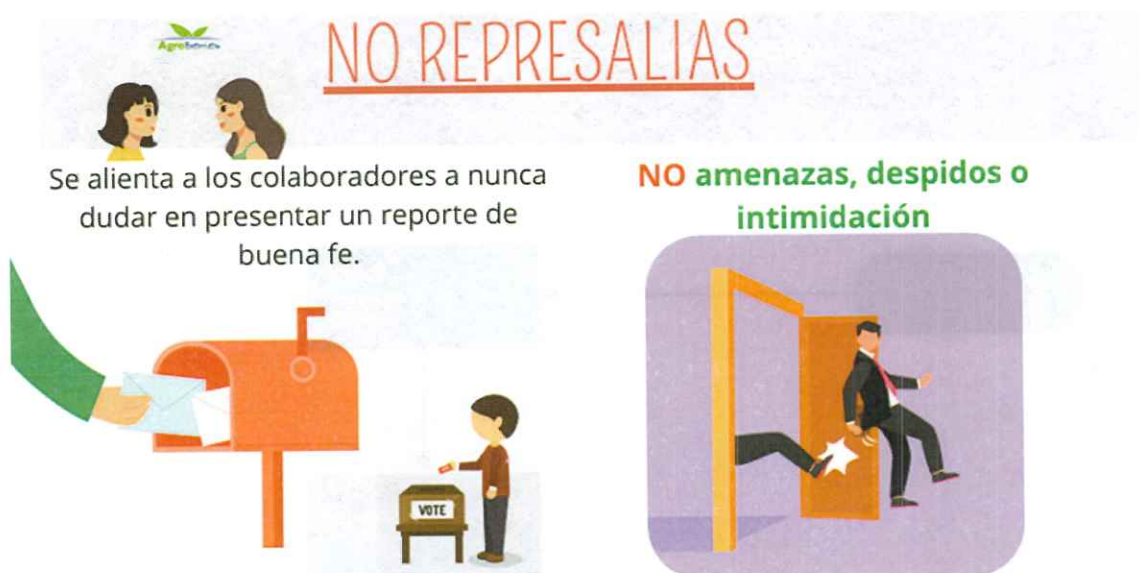 NO REPRESALIAS
Se alienta a los colaboradores a nunca
dudar en presentar un reporte de
buena fe.
NO amenazas, despidos o
intimidación
VOTE